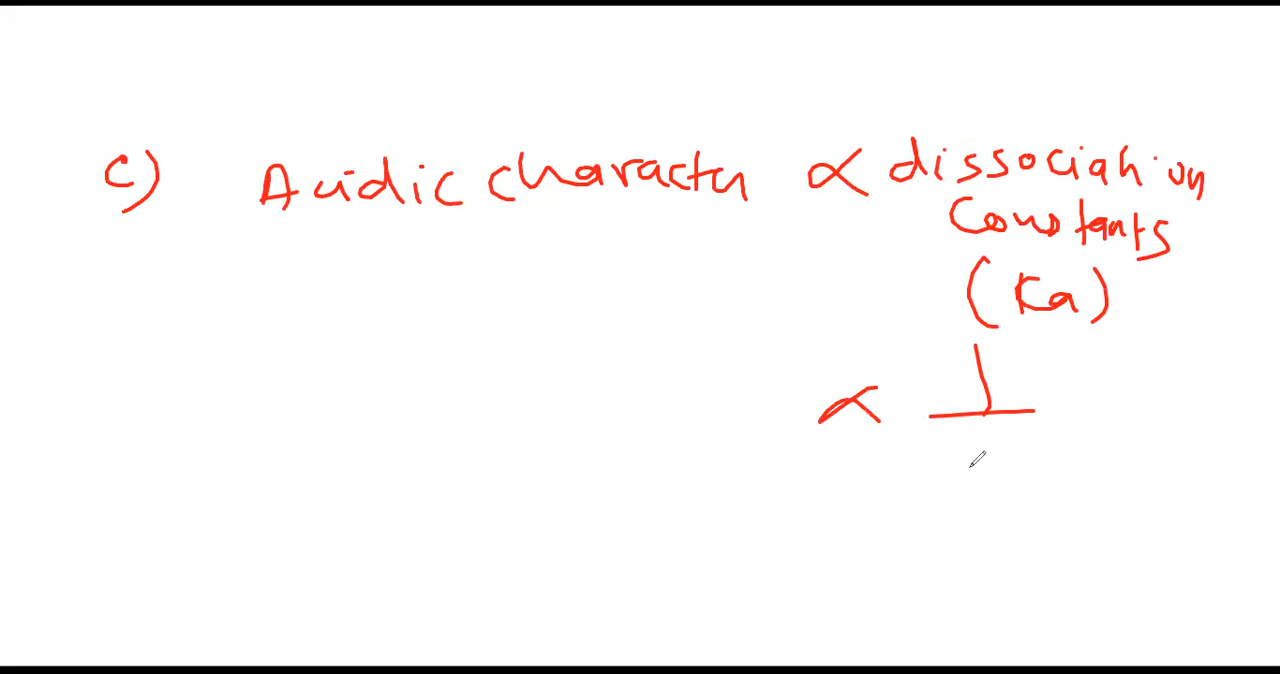 c) Acidic character ∝ dissociation
constants
(Ka)
∝ 1